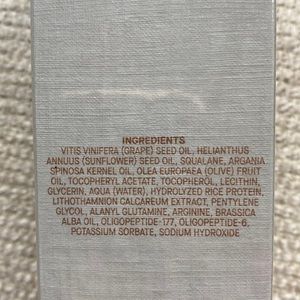 INGREDIENTS
VITIS VINIFERA (GRAPE) SEED OIL, HELIANTHUS
ANNUUS (SUNFLOWER) SEED OIL, SQUALANE, ARGANIA
SPINOSA KERNEL OIL, OLEA EUROPAEA (OLIVE) FRUIT
OIL, TOCOPHERYL ACETATE, TOCOPHEROL, LECITHIN,
GLYCERIN, AQUA (WATER), HYDROLYZED RICE PROTEIN,
LITHOTHAMNION CALCAREUM EXTRACT, PENTYLENE
GLYCOL, ALANYL GLUTAMINE, ARGININE, BRASSICA
ALBA OIL, OLIGOPEPTIDE-177, OLIGOPEPTIDE-6,
POTASSIUM SORBATE, SODIUM HYDROXIDE